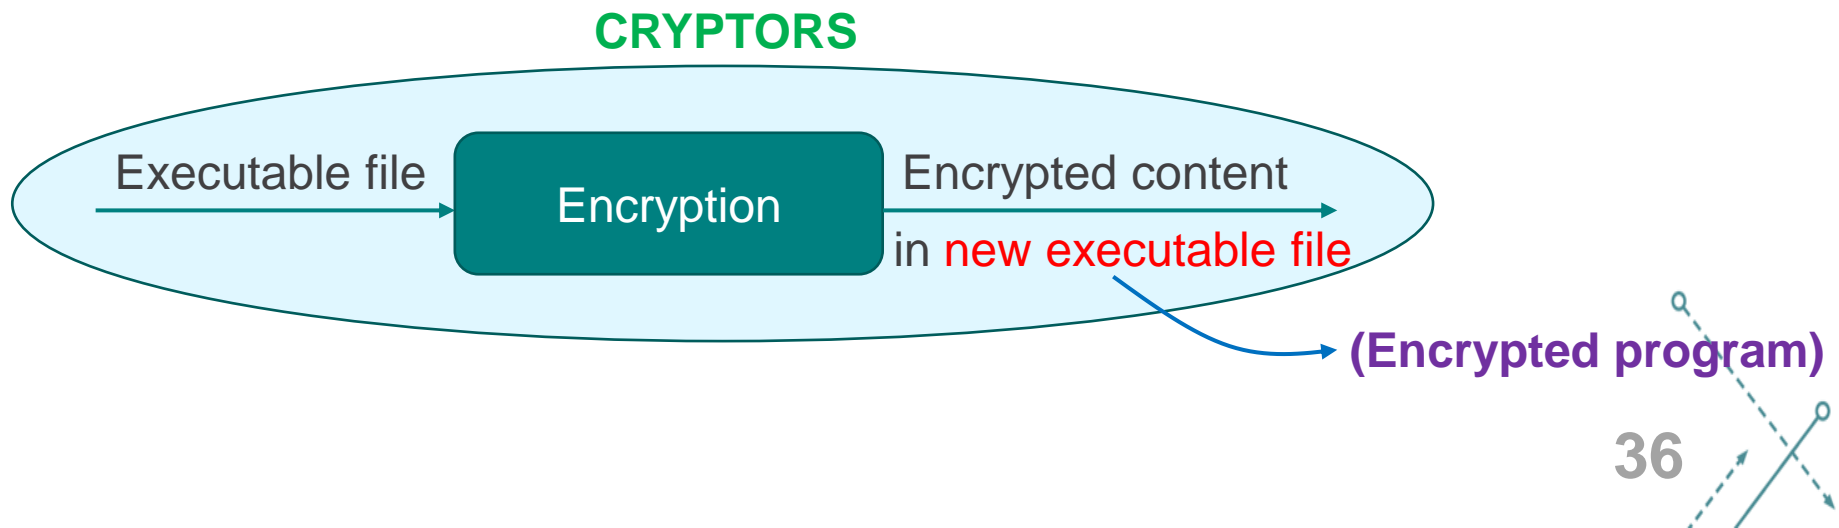 CRYPTORS
Executable file
Encryption
Encrypted content
in new executable file
(Encrypted program)
36